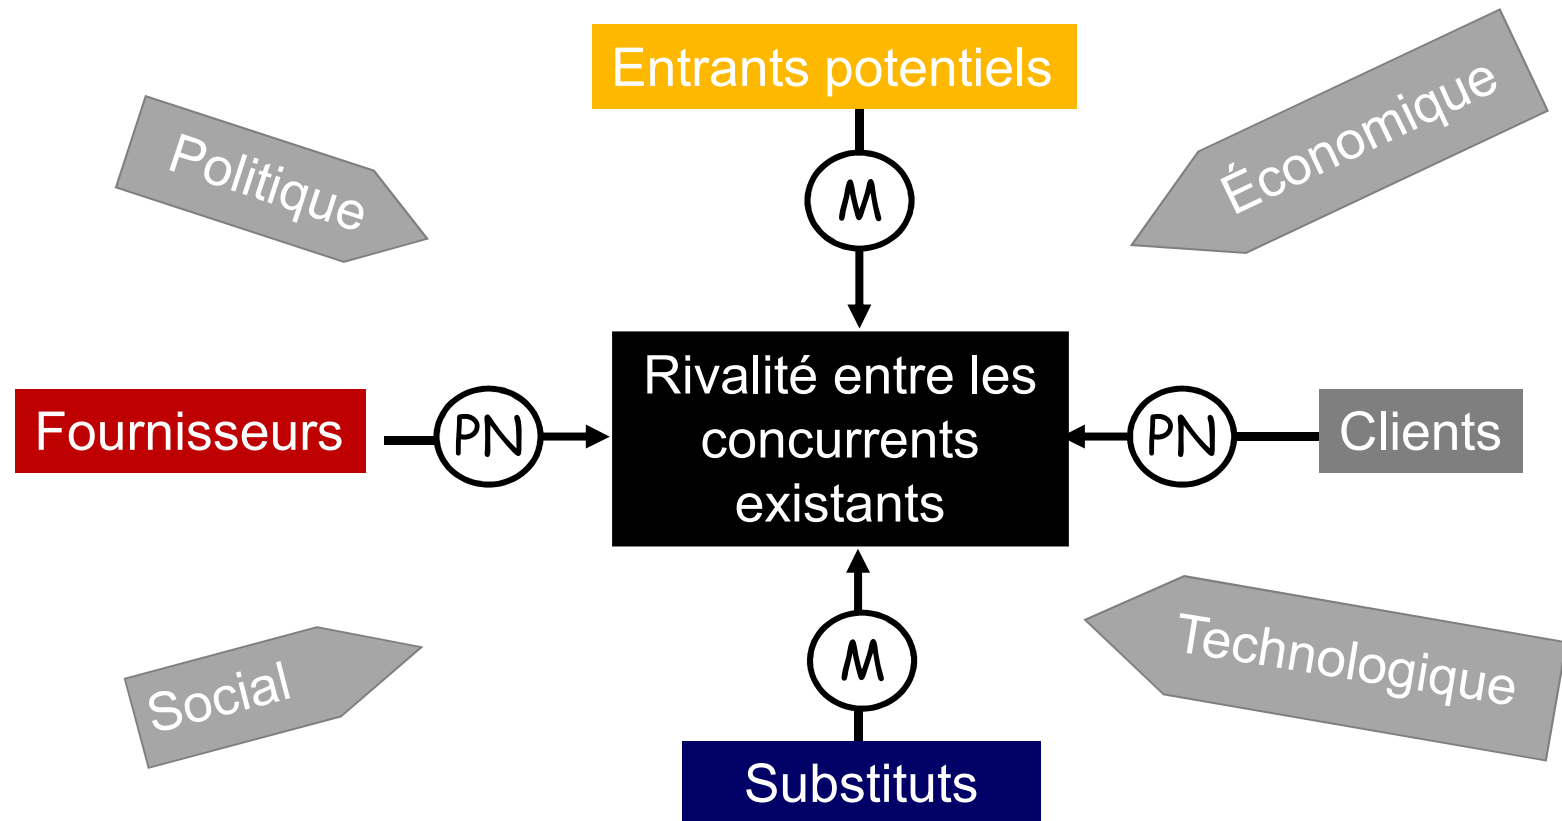 Entrants potentiels
Politique
Économique
M
Fournisseurs
PN
Rivalité entre les
concurrents
existants
PN
Clients
M
Social
Technologique
Substituts